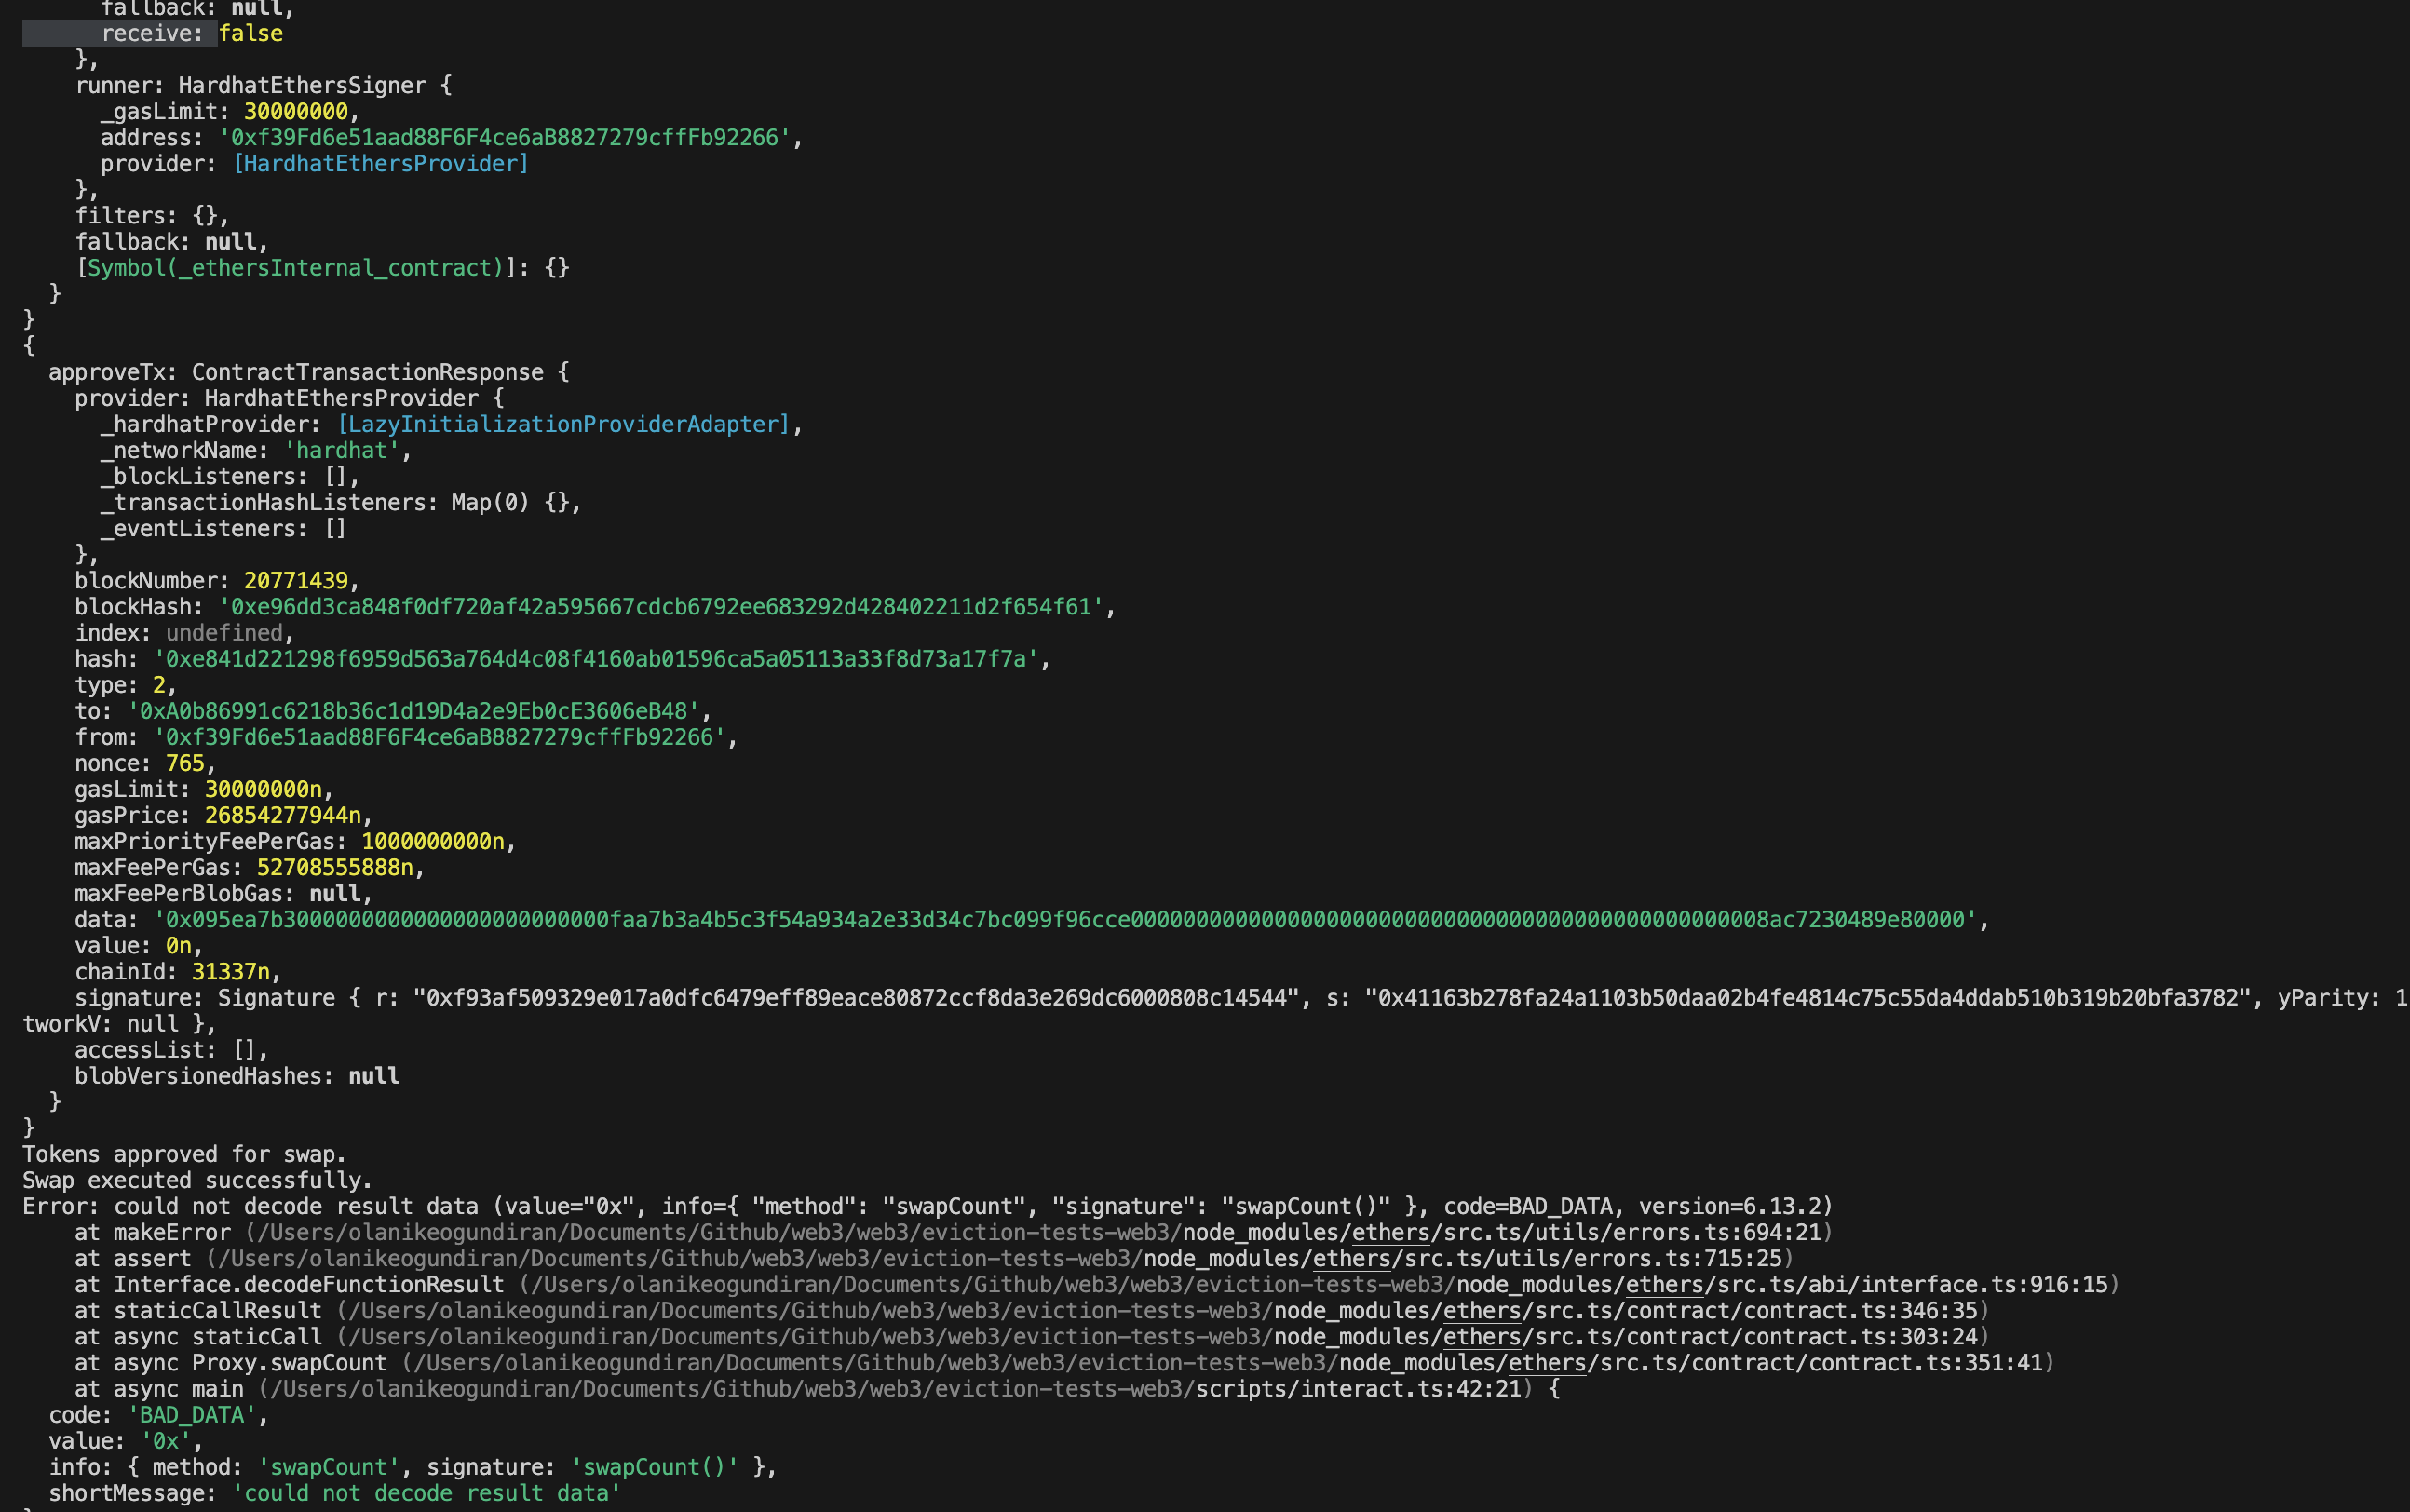 fallback: null,
receive: false
},
runner: HardhatEthersSigner {
_gasLimit: 30000000,
address: '0xf39Fd6e51aad88F6F4ce6aB8827279cffFb92266',
provider: [HardhatEthersProvider]
},
filters: {},
fallback: null,
[Symbol(_ethersInternal_contract)]: {}
}
}
{
approveTx: ContractTransactionResponse {
provider: HardhatEthersProvider {
_hardhatProvider: [LazyInitializationProviderAdapter],
_networkName: 'hardhat',
_blockListeners: [],
_transactionHashListeners: Map(0) {},
_eventListeners: []
},
blockNumber: 20771439,
blockHash: '0xe96dd3ca848f0df720af42a595667cdcb6792ee683292d428402211d2f654f61',
index: undefined,
hash: '0xe841d221298f6959d563a764d4c08f4160ab01596ca5a05113a33f8d73a17f7a',
type: 2,
to: '0xA0b86991c6218b36c1d19D4a2e9Eb0cE3606eB48',
from: '0xf39Fd6e51aad88F6F4ce6aB8827279cffFb92266',
nonce: 765,
gasLimit: 30000000n,
gasPrice: 26854277944n,
maxPriorityFeePerGas: 1000000000n,
maxFeePerGas: 52708555888n,
maxFeePerBlobGas: null,
data: '0x095ea7b3000000000000000000000000faa7b3a4b5c3f54a934a2e33d34c7bc099f96cce0000000000000000000000000000000000000000000000008ac7230489e80000',
value: 0n,
chainId: 31337n,
signature: Signature { r: "0xf93af509329e017a0dfc6479eff89eace80872ccf8da3e269dc6000808c14544", s: "0x41163b278fa24a1103b50daa02b4fe4814c75c55da4ddab510b319b20bfa3782", yParity: 1
tworkV: null },
accessList: [],
blobVersionedHashes: null
}
}
Tokens approved for swap.
Swap executed successfully.
Error: could not decode result data (value="0x", info={ "method": "swapCount", "signature": "swapCount()" }, code=BAD_DATA, version=6.13.2)
at makeError (/Users/olanikeogundiran/Documents/Github/web3/web3/eviction-tests-web3/node_modules/ethers/src.ts/utils/errors.ts:694:21)
at assert (/Users/olanikeogundiran/Documents/Github/web3/web3/eviction-tests-web3/node_modules/ethers/src.ts/utils/errors.ts:715:25)
at Interface.decodeFunctionResult (/Users/olanikeogundiran/Documents/Github/web3/web3/eviction-tests-web3/node_modules/ethers/src.ts/abi/interface.ts:916:15)
at staticCallResult (/Users/olanikeogundiran/Documents/Github/web3/web3/eviction-tests-web3/node_modules/ethers/src.ts/contract/contract.ts:346:35)
at async staticCall (/Users/olanikeogundiran/Documents/Github/web3/web3/eviction-tests-web3/node_modules/ethers/src.ts/contract/contract.ts:303:24)
at async Proxy.swapCount (/Users/olanikeogundiran/Documents/Github/web3/web3/eviction-tests-web3/node_modules/ethers/src.ts/contract/contract.ts:351:41)
at async main (/Users/olanikeogundiran/Documents/Github/web3/web3/eviction-tests-web3/scripts/interact.ts:42:21) {
code: 'BAD_DATA',
value: '0x',
info: { method: 'swapCount', signature: 'swapCount()' },
shortMessage: 'could not decode result data'